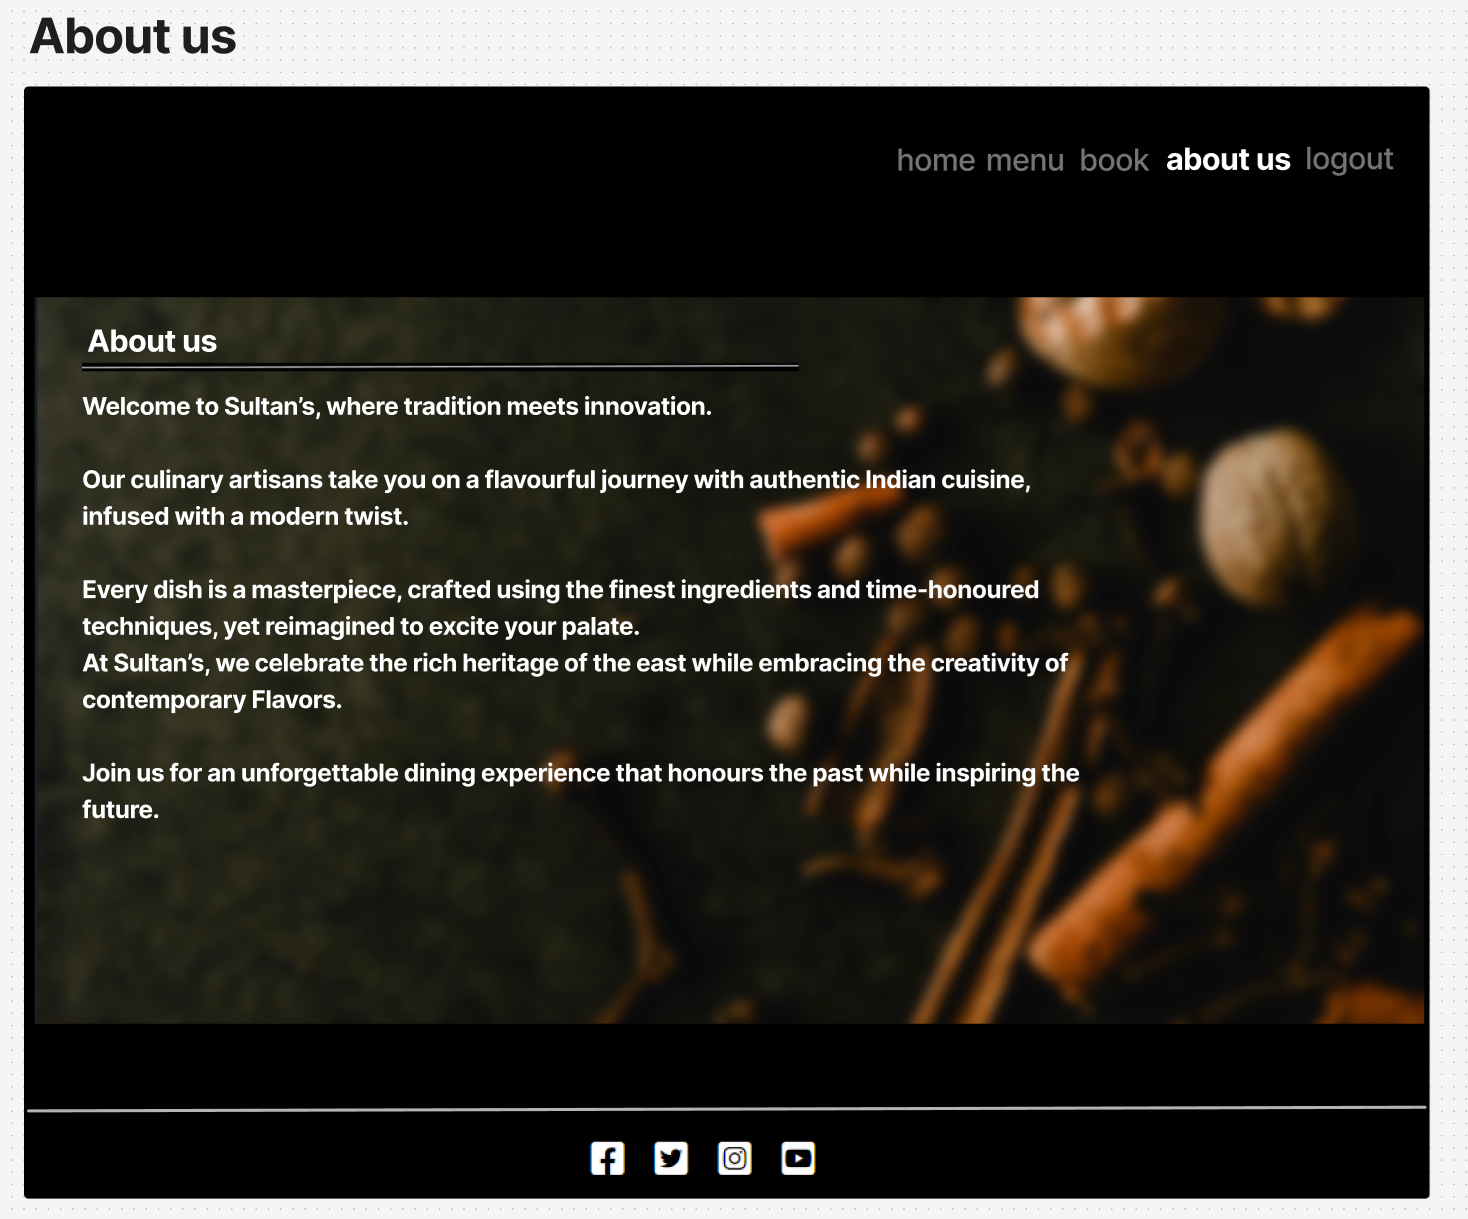 About us
home menu book about us logout
About us
Welcome to Sultan’s, where tradition meets innovation.
Our culinary artisans take you on a flavourful journey with authentic Indian cuisine,
infused with a modern twist.
Every dish is a masterpiece, crafted using the finest ingredients and time-honoured
techniques, yet reimagined to excite your palate.
At Sultan’s, we celebrate the rich heritage of the east while embracing the creativity of
contemporary Flavors.
Join us for an unforgettable dining experience that honours the past while inspiring the
future.